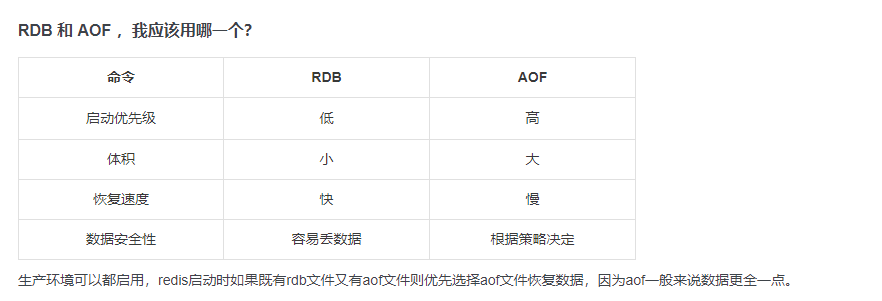 RDB 和 AOF ，我应该用哪一个？
命令 RDB AOF
启动优先级 低 高
体积 小 大
恢复速度 快 慢
数据安全性 容易丢数据 根据策略决定
生产环境可以都启用，redis启动时如果既有rdb文件又有aof文件则优先选择aof文件恢复数据，因为aof一般来说数据更全一点。